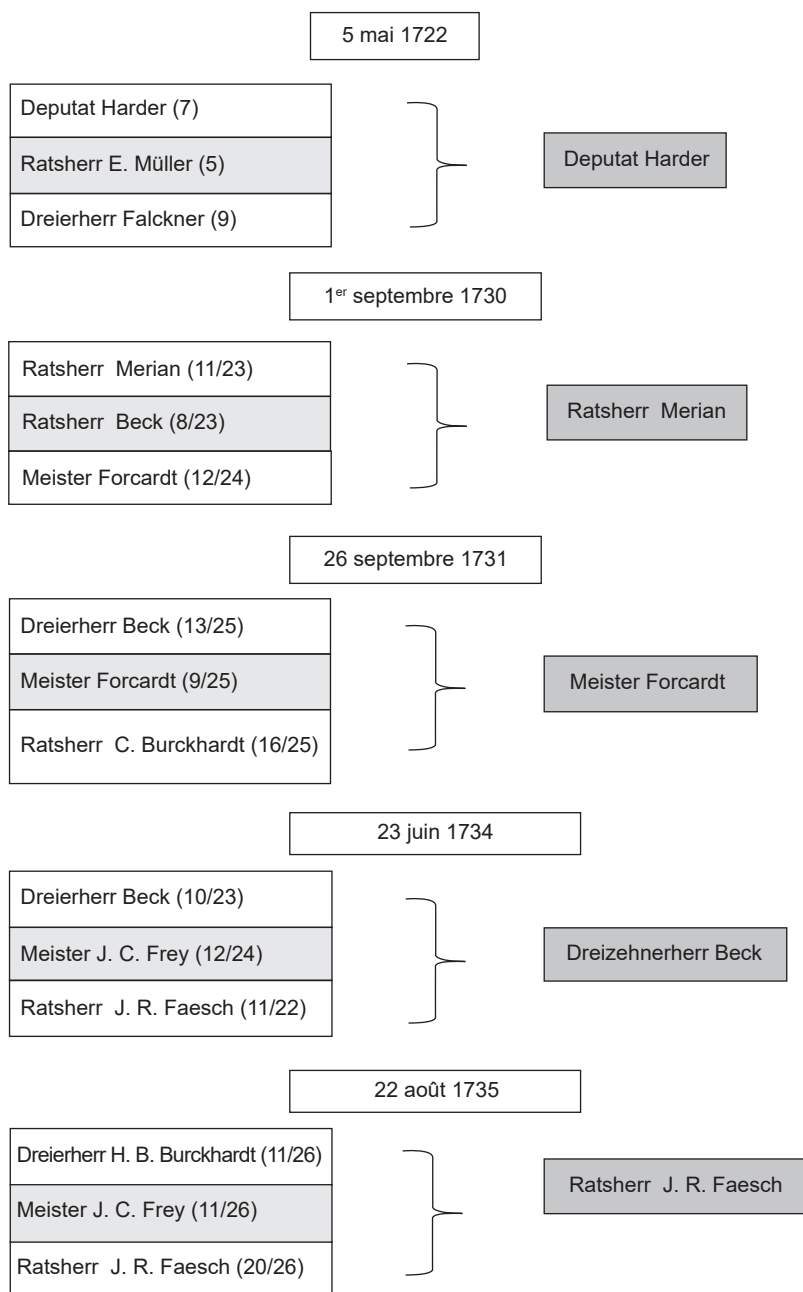 5 mai 1722
Deputat Harder (7)
Ratsherr E. Müller (5)
Dreierherr Falckner (9)
Deputat Harder
1er septembre 1730
Ratsherr Merian (11/23)
Ratsherr Beck (8/23)
Meister Forcardt (12/24)
Ratsherr Merian
26 septembre 1731
Dreierherr Beck (13/25)
Meister Forcardt (9/25)
Ratsherr C. Burckhardt (16/25)
Meister Forcardt
23 juin 1734
Dreierherr Beck (10/23)
Meister J. C. Frey (12/24)
Ratsherr J. R. Faesch (11/22)
Dreizehnerherr Beck
22 août 1735
Dreierherr H. B. Burckhardt (11/26)
Meister J. C. Frey (11/26)
Ratsherr J. R. Faesch (20/26)
Ratsherr J. R. Faesch